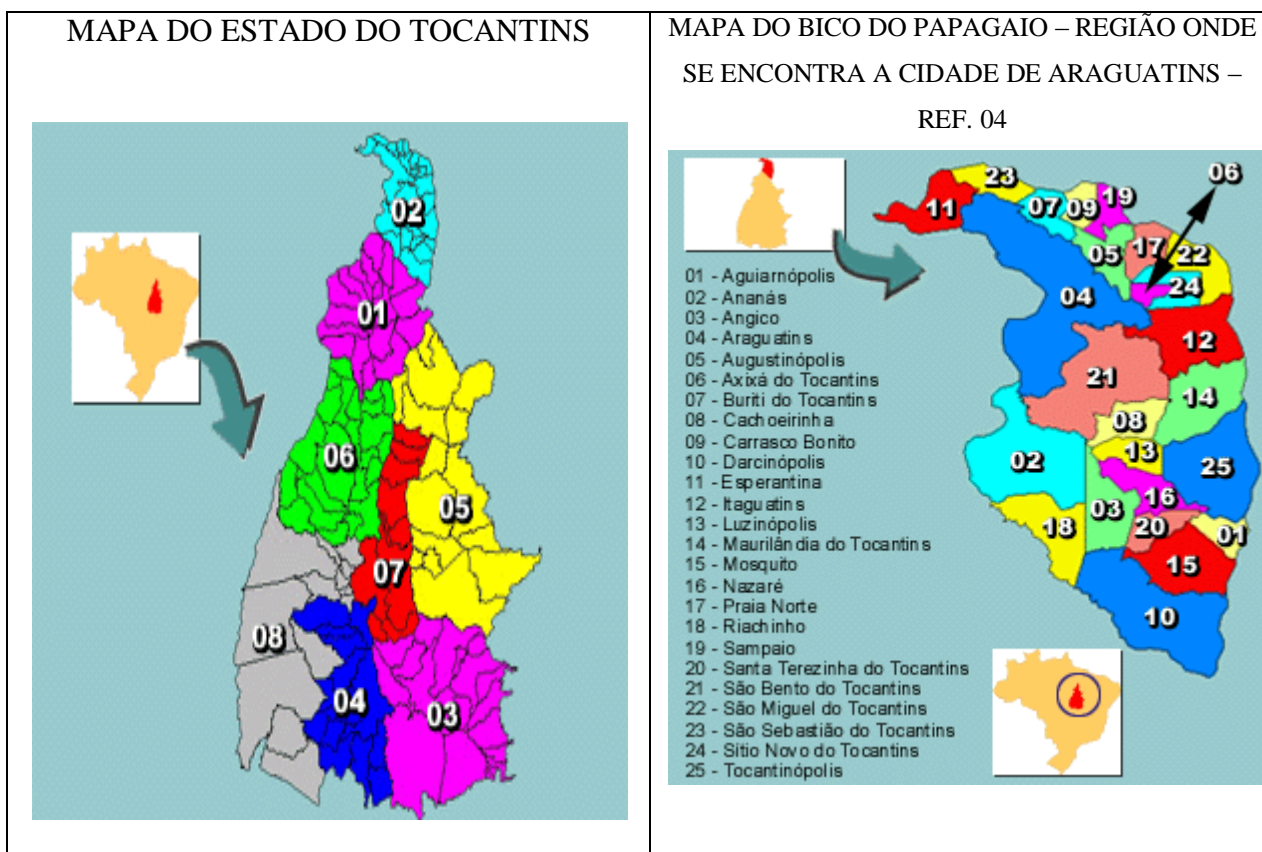 MAPA DO ESTADO DO TOCANTINS
02
01
06
05
07
08
04
03
MAPA DO BICO DO PAPAGAIO – REGIÃO ONDE
SE ENCONTRA A CIDADE DE ARAGUATINS –
REF. 04
01 - Aguiarnópolis
02 - Ananás
03 - Angico
04 - Araguatins
05 - Augustinópolis
06 - Axixá do Tocantins
07 - Buriti do Tocantins
08 - Cachoeirinha
09 - Carrasco Bonito
10 - Darcinópolis
11 - Esperantina
12 - Itaguatins
13 - Luzinópolis
14 - Maurilândia do Tocantins
15 - Mosquito
16 - Nazaré
17 - Praia Norte
18 - Riachinho
19 - Sampaio
20 - Santa Terezinha do Tocantins
21 - São Bento do Tocantins
22 - São Miguel do Tocantins
23 - São Sebastião do Tocantins
24 - Sítio Novo do Tocantins
25 - Tocantinópolis
23
06
11
07
09
19
05
17
22
24
04
12
21
14
08
13
02
25
16
03
18
20
01
15
10